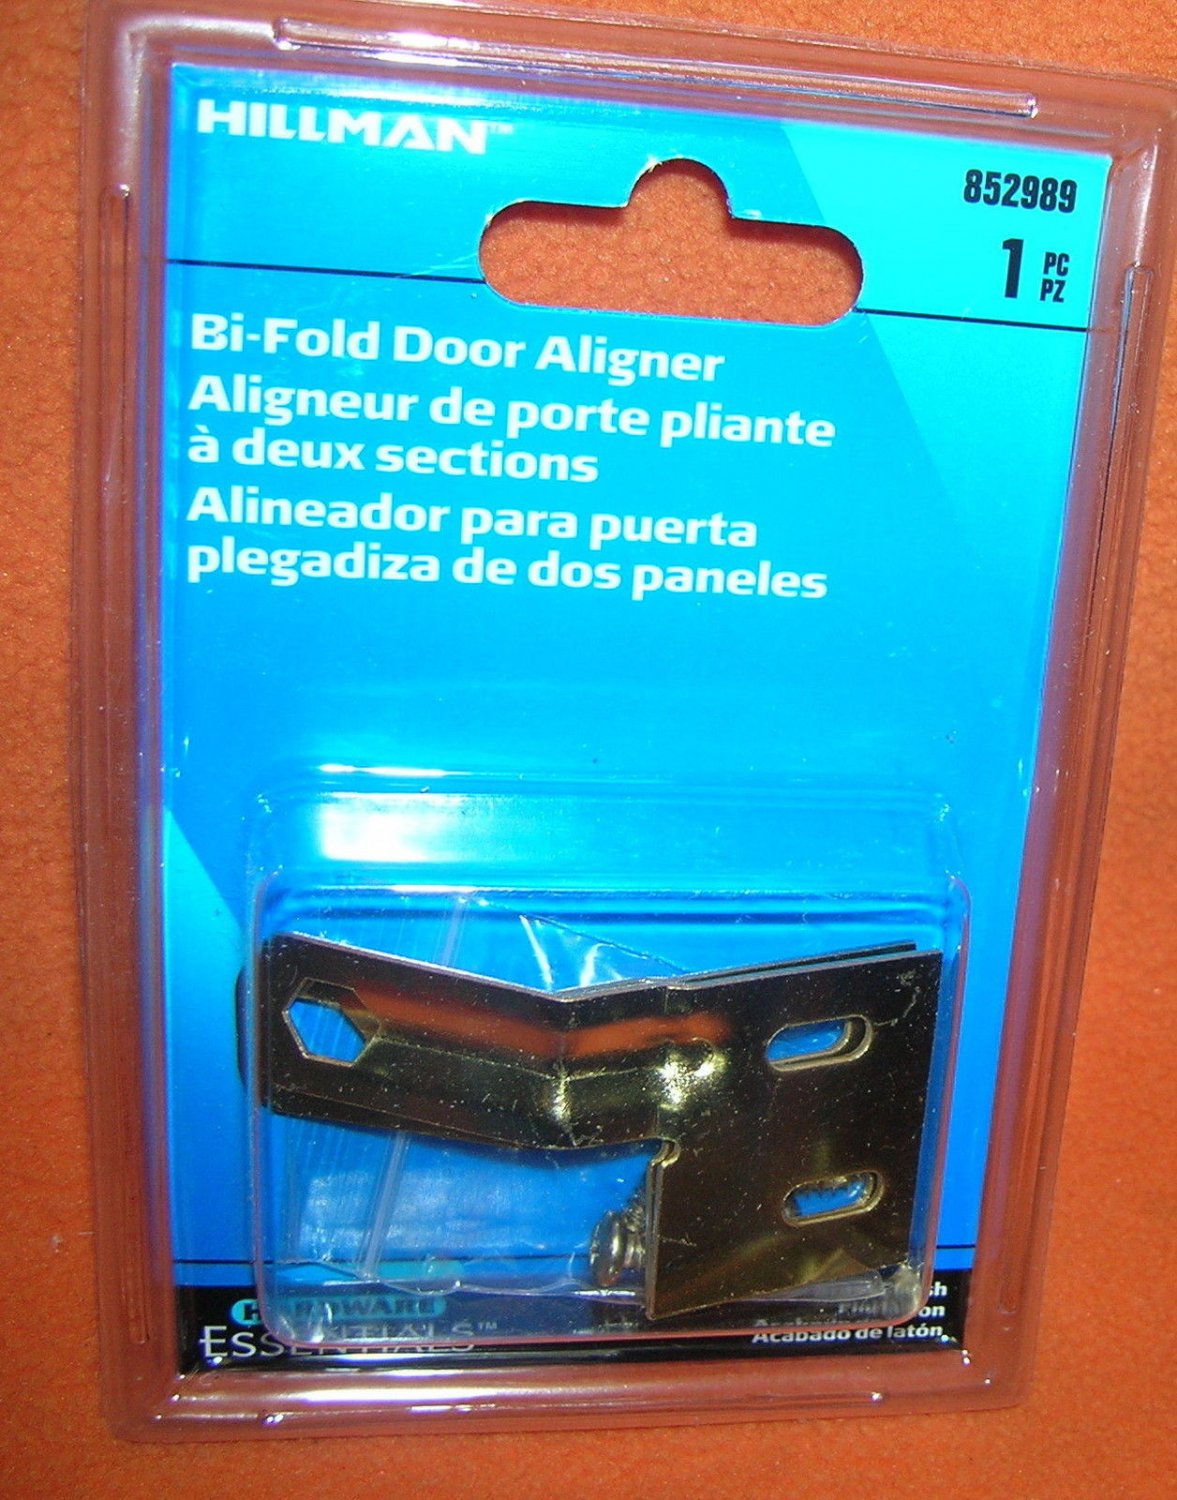 HILLMAN™
852989
1 PC
PZ
Bi-Fold Door Aligner
Aligneur de porte pliante
à deux sections
Alineador para puerta
plegadiza de dos paneles
HARDWARE
ESSENTIALS™
Acabado de latón